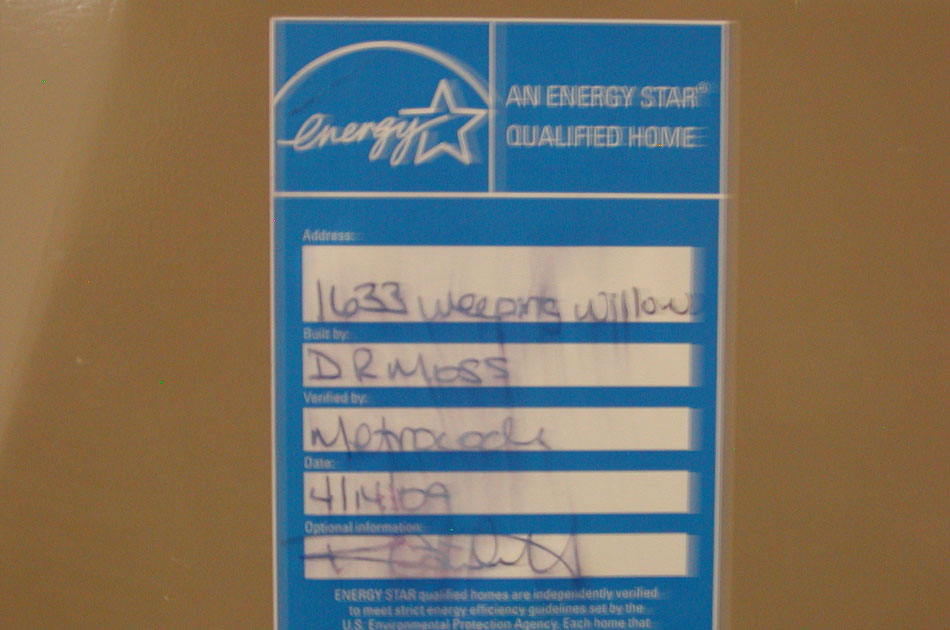 energy
AN ENERGY STAR®
QUALIFIED HOME
Address:
1633 weeping willow
Built by:
D R Moss
Verified by:
Metrocode
Date:
4/14/09
Optional information:
ENERGY STAR qualified homes are independently verified
to meet strict energy efficiency guidelines set by the
U.S. Environmental Protection Agency. Each home that